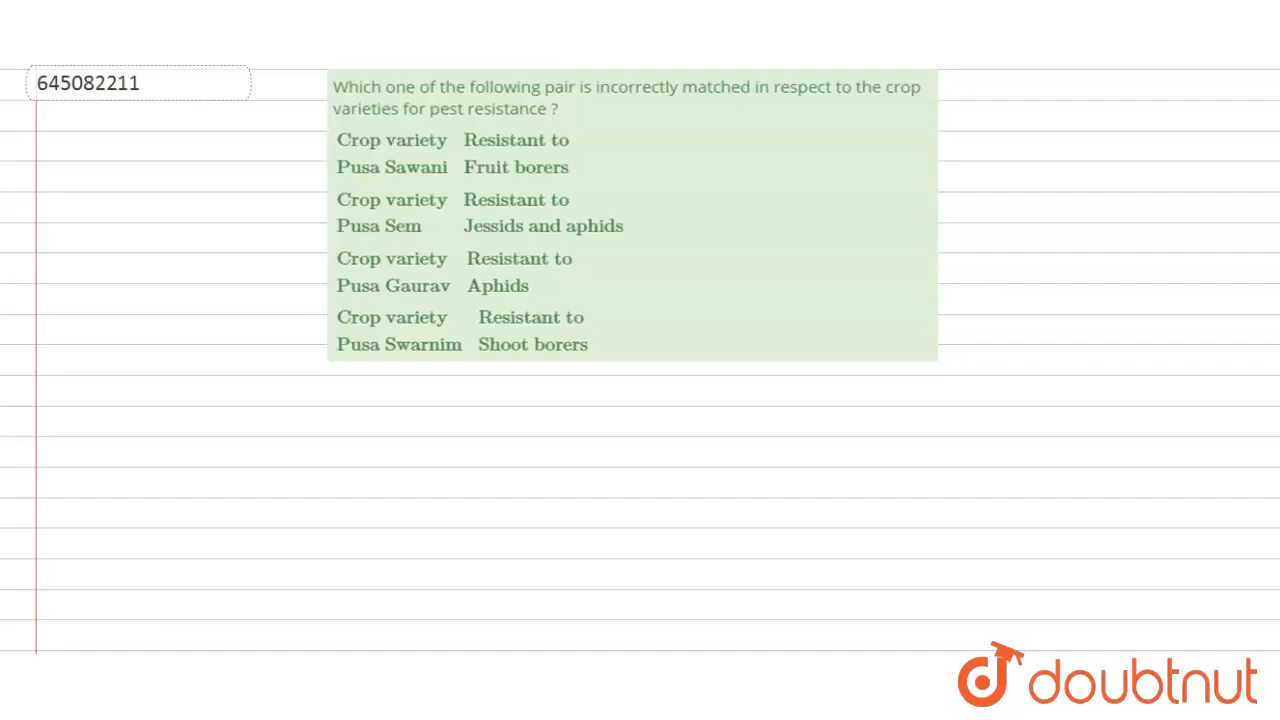 645082211
Which one of the following pair is incorrectly matched in respect to the crop
varieties for pest resistance ?
Crop variety Resistant to
Pusa Sawani Fruit borers
Crop variety Resistant to
Pusa Sem Jessids and aphids
Crop variety Resistant to
Pusa Gaurav Aphids
Crop variety Resistant to
Pusa Swarnim Shoot borers
doubtnut